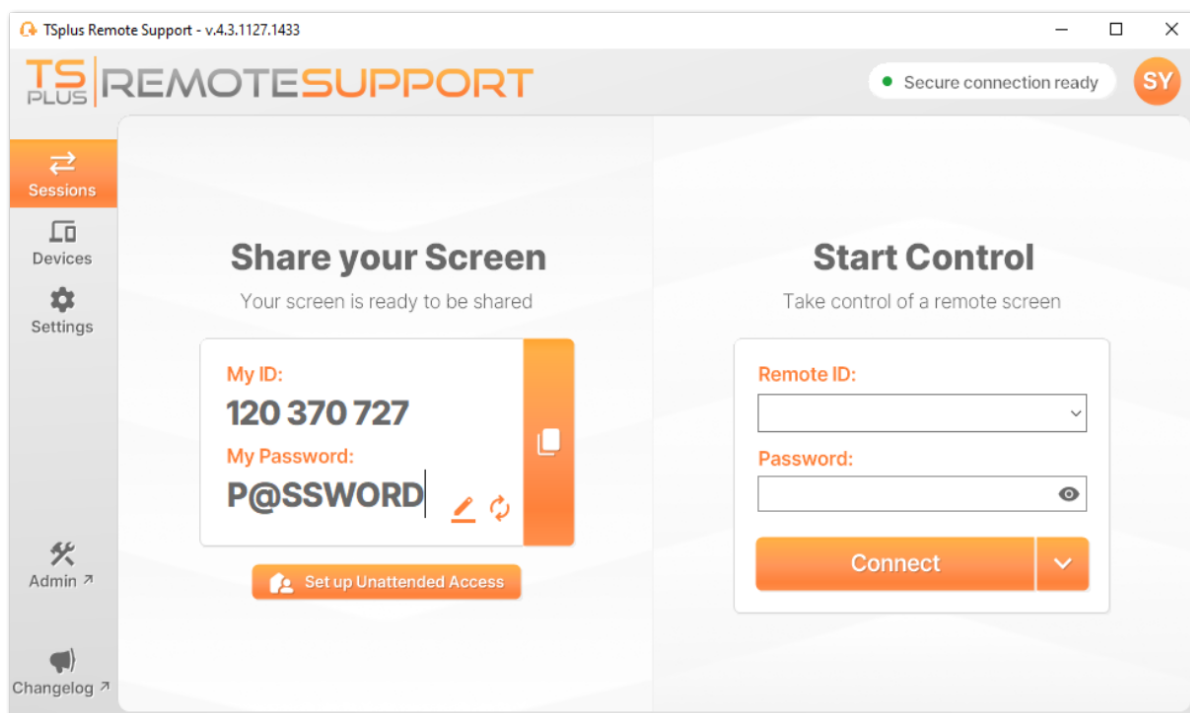 TSplus Remote Support - v.4.3.1127.1433
TS PLUS REMOTESUPPORT
Secure connection ready
SY
Sessions
Devices
Settings
Admin
Changelog
Share your Screen
Your screen is ready to be shared
My ID:
120 370 727
My Password:
P@SSWORD
Set up Unattended Access
Start Control
Take control of a remote screen
Remote ID:
Password:
Connect